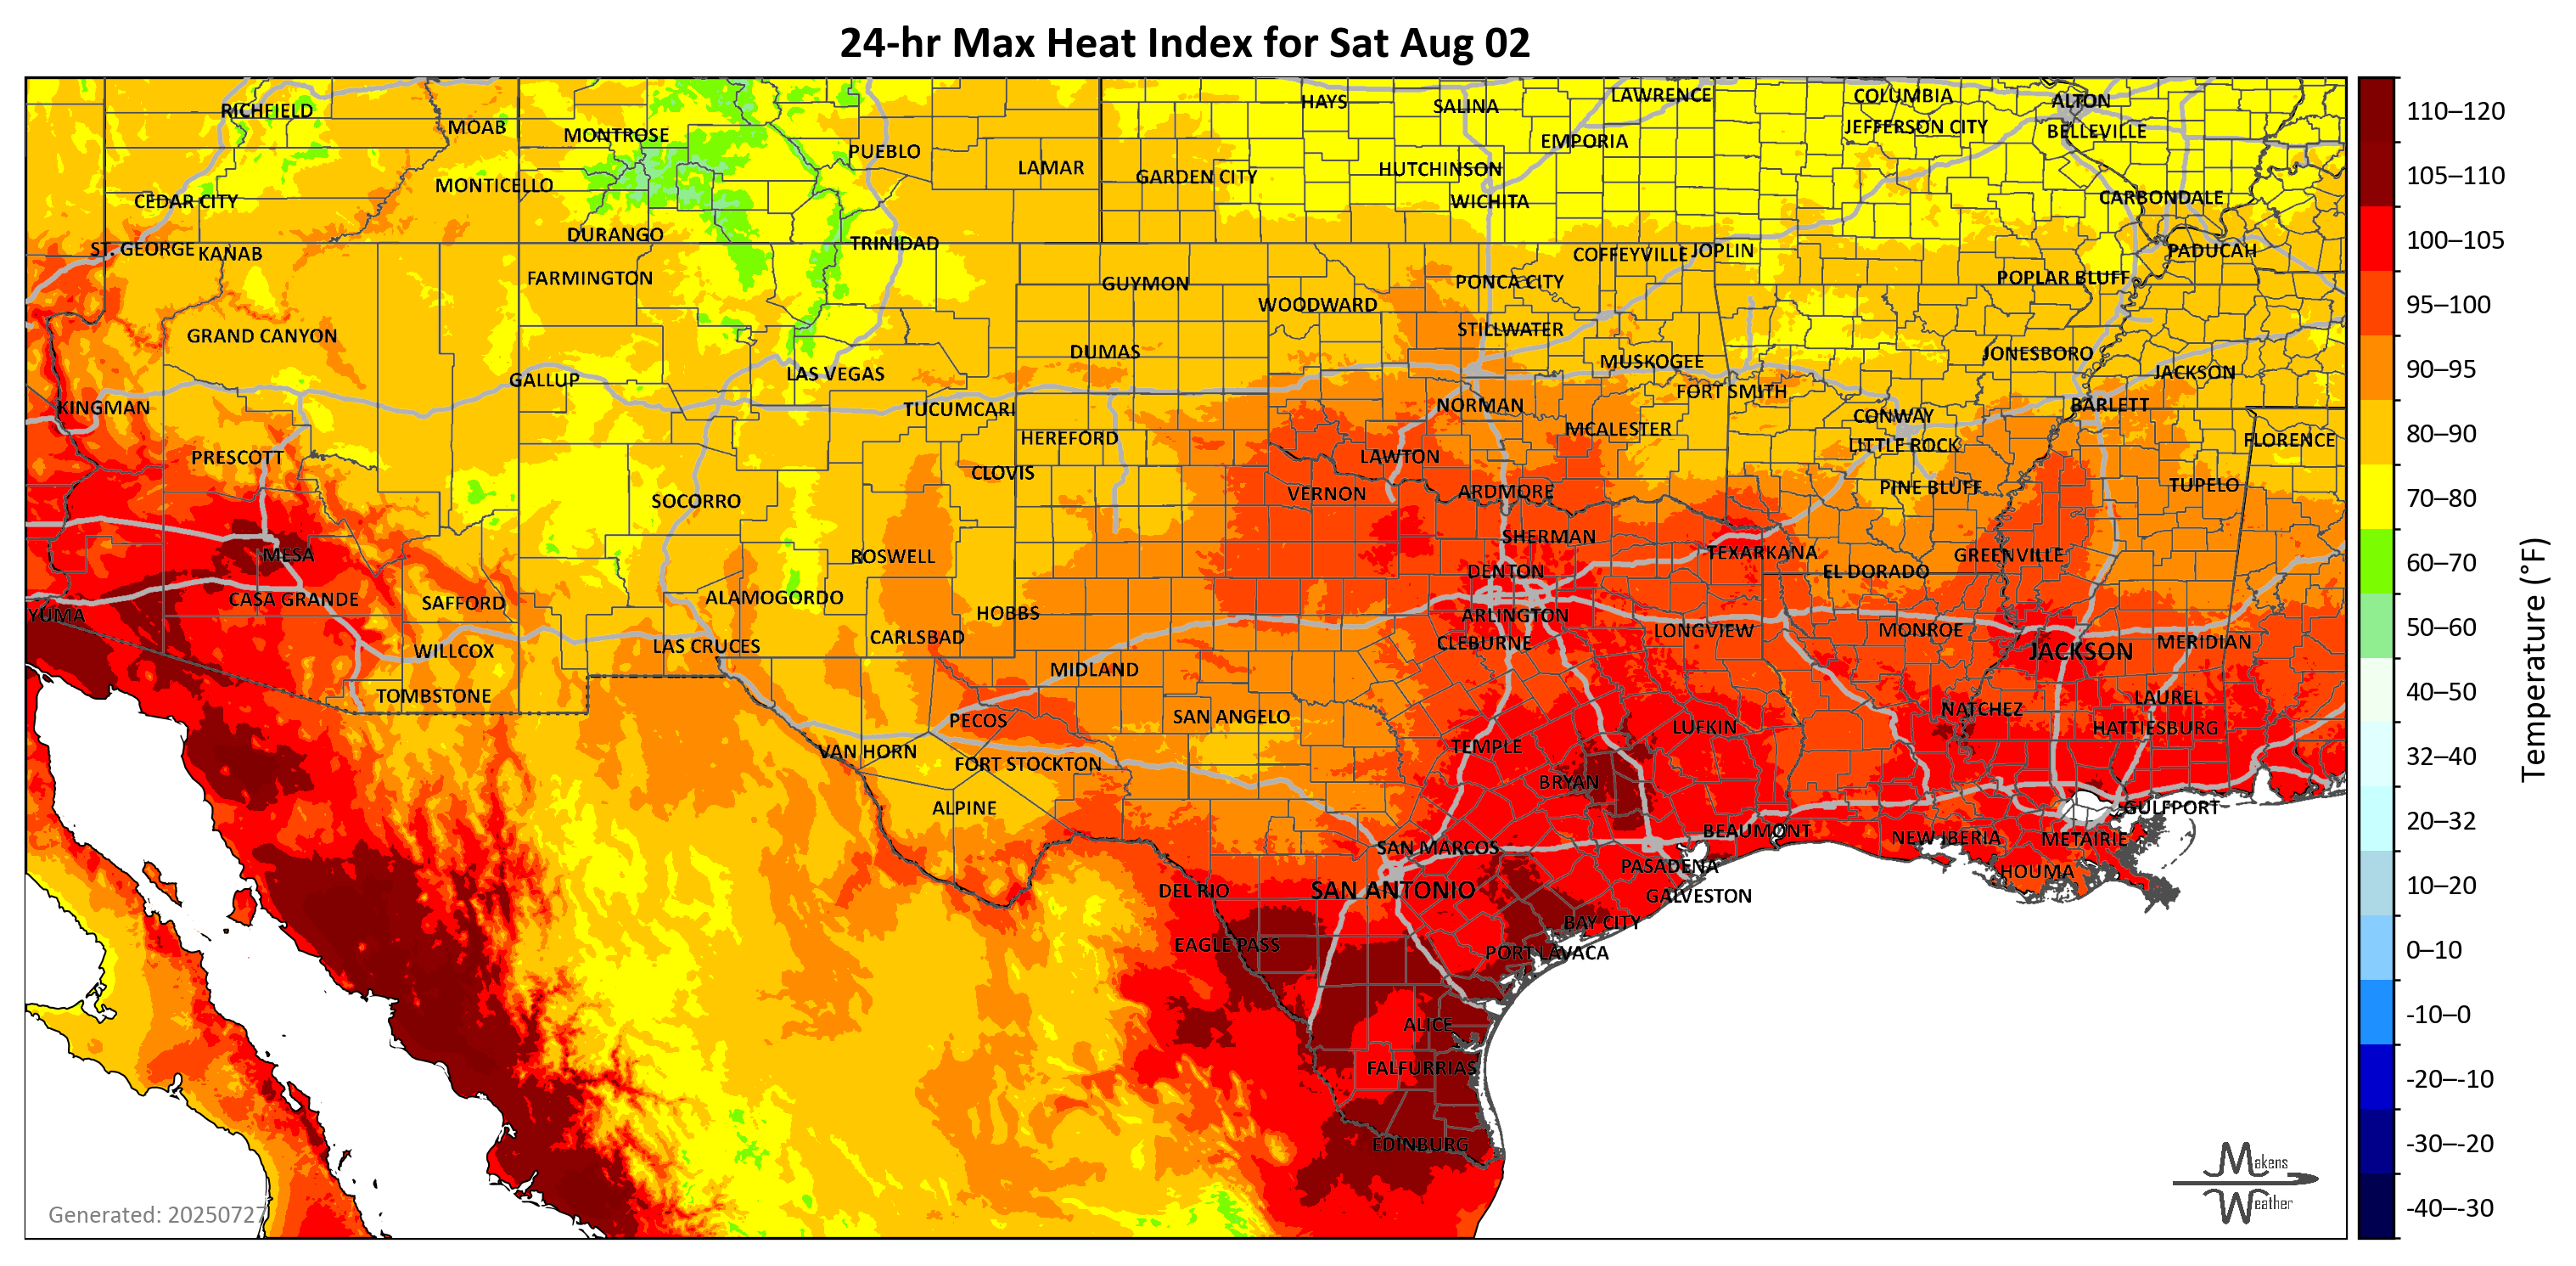 24-hr Max Heat Index for Sat Aug 02
RICHFIELD
MOAB
MONTROSE
PUEBLO
LAMAR
HAYS
SALINA
LAWRENCE
COLUMBIA
ALTON
JEFFERSON CITY
BELLEVILLE
EMPORIA
HUTCHINSON
GARDEN CITY
WICHITA
CARBONDALE
MONTICELLO
CEDAR CITY
DURANGO
TRINIDAD
ST. GEORGE
KANAB
COFFEYVILLE
JOPLIN
PADUCAH
FARMINGTON
GUYMON
PONCA CITY
POPLAR BLUFF
WOODWARD
GRAND CANYON
STILLWATER
DUMAS
MUSKOGEE
JONESBORO
JACKSON
GALLUP
LAS VEGAS
FORT SMITH
KINGMAN
TUCUMCARI
NORMAN
CONWAY
BARLETT
HEREFORD
MCALESTER
LITTLE ROCK
FLORENCE
PRESCOTT
CLOVIS
LAWTON
SOCORRO
VERNON
ARDMORE
PINE BLUFF
TUPELO
MESA
ROSWELL
SHERMAN
TEXARKANA
GREENVILLE
DENTON
EL DORADO
CASA GRANDE
SAFFORD
ALAMOGORDO
YUMA
HOBBS
ARLINGTON
CARLSBAD
CLEBURNE
LONGVIEW
MONROE
MERIDIAN
WILLCOX
LAS CRUCES
JACKSON
MIDLAND
TOMBSTONE
PECOS
SAN ANGELO
NATCHEZ
LAUREL
LUFKIN
HATTIESBURG
VAN HORN
TEMPLE
FORT STOCKTON
BRYAN
ALPINE
GULFPORT
BEAUMONT
NEW IBERIA
METAIRIE
SAN MARCOS
PASADENA
HOUMA
DEL RIO
SAN ANTONIO
GALVESTON
BAY CITY
EAGLE PASS
PORT LAVACA
ALICE
FALFURRIAS
EDINBURG
Generated: 20250727
Makens
Weather
110–120
105–110
100–105
95–100
90–95
80–90
70–80
60–70
50–60
40–50
32–40
20–32
10–20
0–10
-10–0
-20–-10
-30–-20
-40–-30
Temperature (°F)